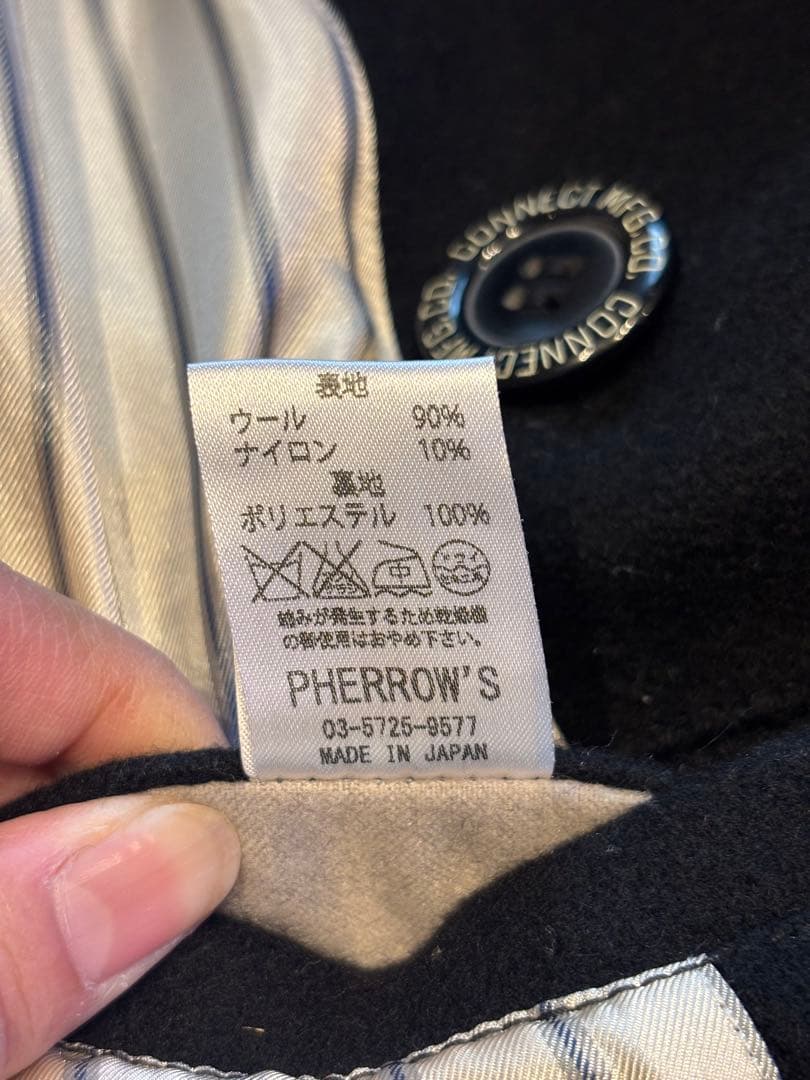 CONNECT MFG.CO. CONNECT MFG.CO.
表地
ウール 90%
ナイロン 10%
裏地
ポリエステル 100%
中
縮みが発生するため乾燥機
の御使用はおやめ下さい。
PHERROW'S
03-5725-9577
MADE IN JAPAN